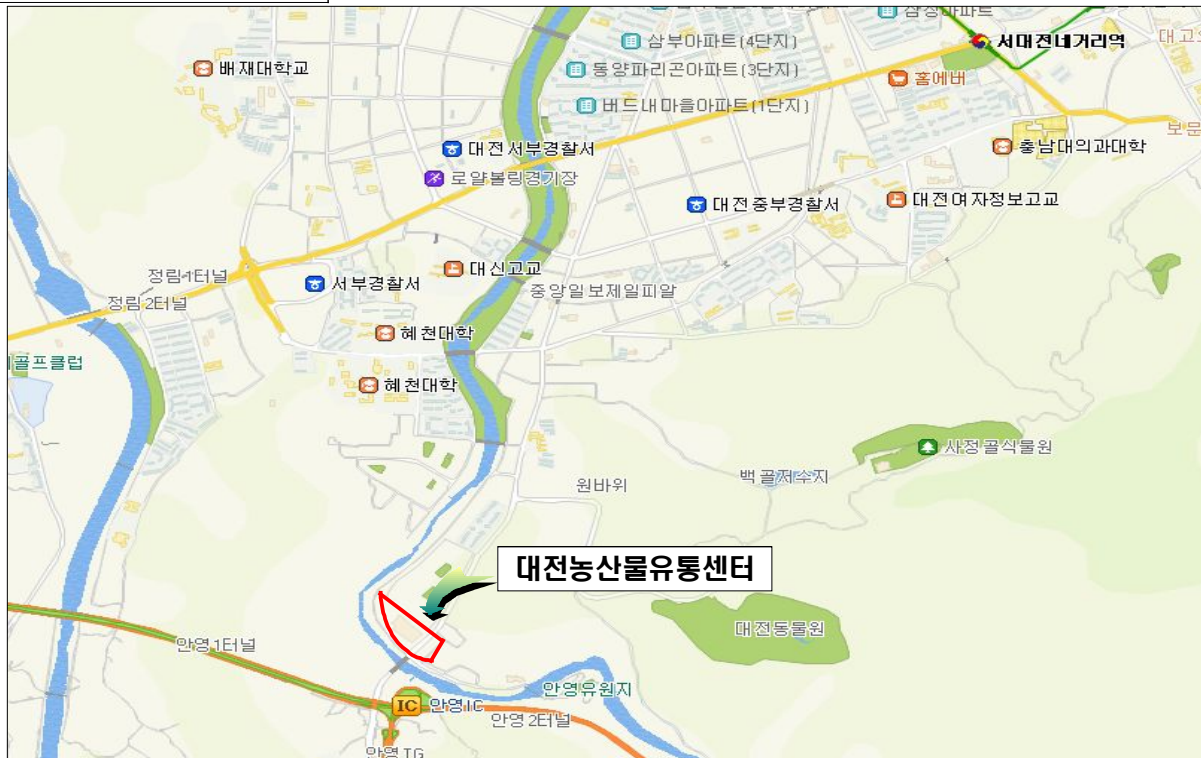 삼성아파트
삼부아파트(4단지)
서대전네거리역
배재대학교
동양파리곤아파트(3단지)
홈에버
버드내마을아파트(1단지)
보문
대전서부경찰서
충남대의과대학
로얄볼링경기장
대전중부경찰서
대전여자정보고교
정림1터널
대신고교
서부경찰서
중앙일보제일피알
정림2터널
혜천대학
골프클럽
혜천대학
사정골식물원
백골저수지
원바위
대전농산물유통센터
대전동물원
안영1터널
안영유원지
IC 안영IC
안영2터널
안영TG